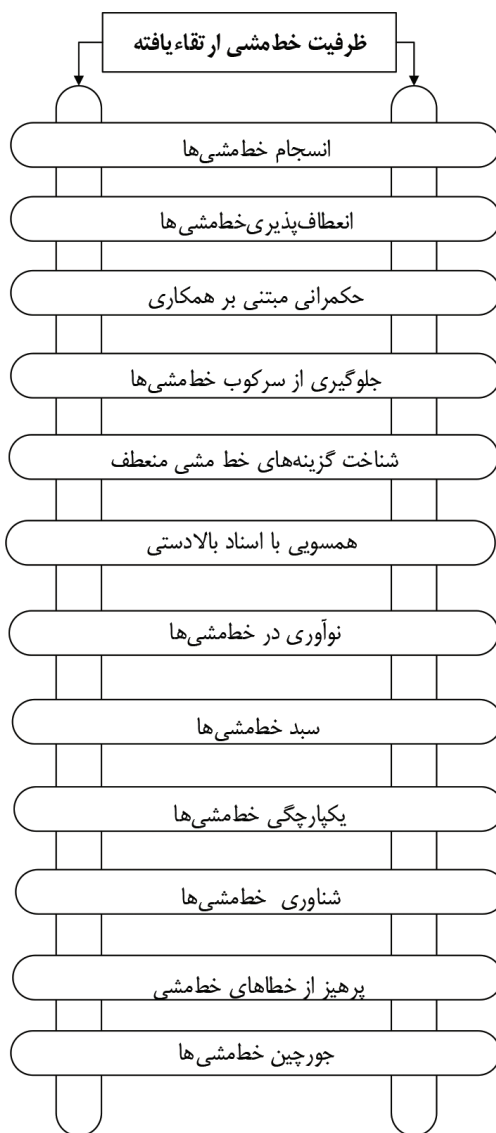 ظرفیت خط‌مشی ارتقاءیافته
انسجام خط‌مشی‌ها
انعطاف‌پذیری‌خط‌مشی‌ها
حکمرانی مبتنی بر همکاری
جلوگیری از سرکوب خط‌مشی‌ها
شناخت گزینه‌های خط مشی منعطف
همسویی با اسناد بالادستی
نوآوری در خط‌مشی‌ها
سبد خط‌مشی‌ها
یکپارچگی خط‌مشی‌ها
شناوری خط‌مشی‌ها
پرهیز از خطاهای خط‌مشی
جورچین خط‌مشی‌ها